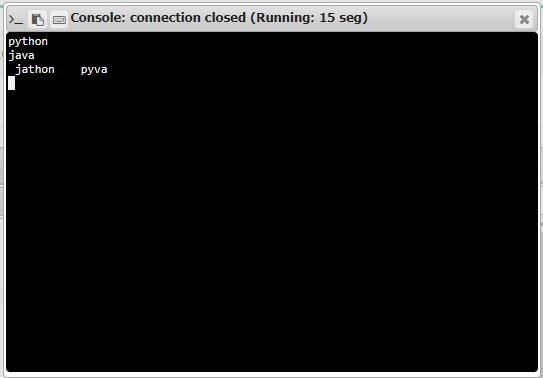 Console: connection closed (Running: 15 seg)
python
java
jathon    pyva